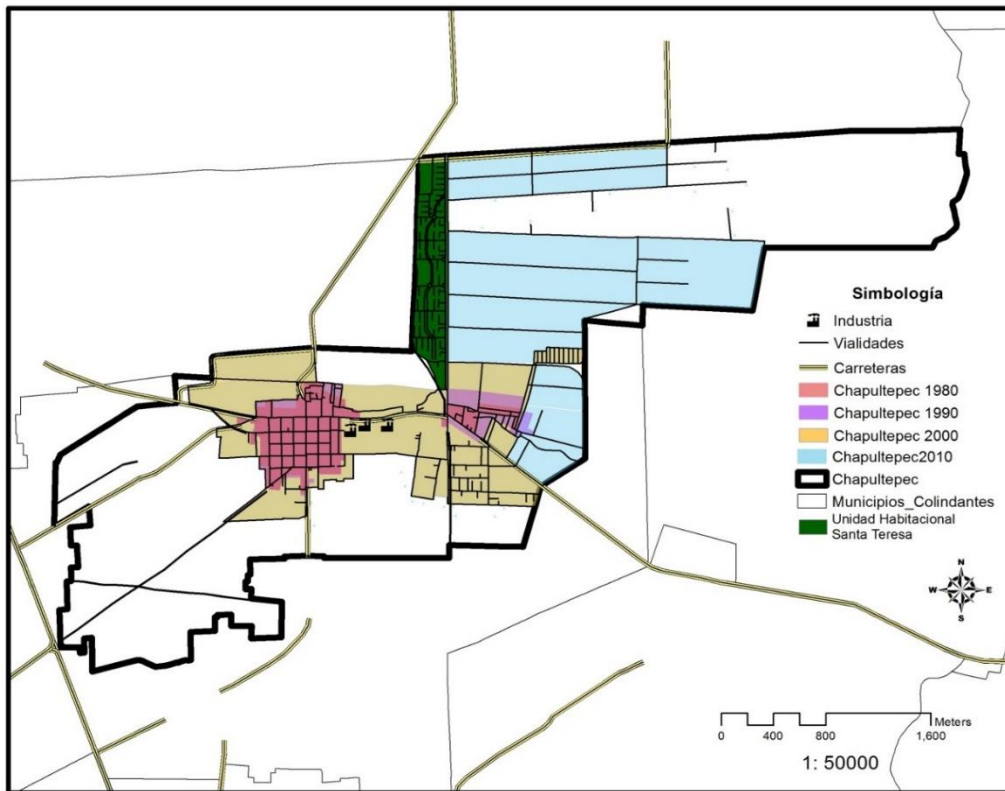 Simbología
Industria
Vialidades
Carreteras
Chapultepec 1980
Chapultepec 1990
Chapultepec 2000
Chapultepec2010
Chapultepec
Municipios_Colindantes
Unidad Habitacional
Santa Teresa
N
W E
S
Meters
0 400 800 1,600
1: 50000